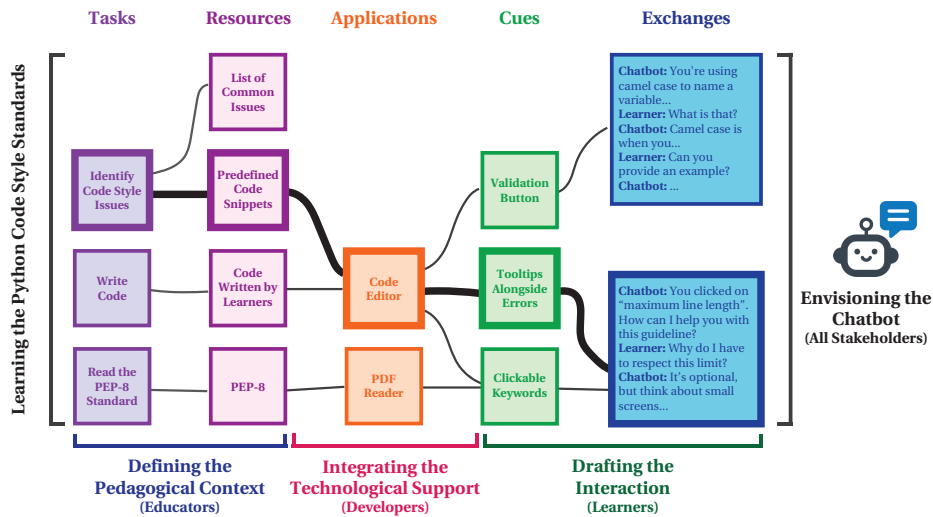 Tasks
Resources
Applications
Cues
Exchanges
Learning the Python Code Style Standards
List of
Common
Issues
Identify
Code Style
Issues
Predefined
Code
Snippets
Write
Code
Code
Written by
Learners
Read the
PEP-8
Standard
PEP-8
Code
Editor
PDF
Reader
Validation
Button
Tooltips
Alongside
Errors
Clickable
Keywords
Chatbot: You're using
camel case to name a
variable...
Learner: What is that?
Chatbot: Camel case is
when you...
Learner: Can you
provide an example?
Chatbot: ...
Chatbot: You clicked on
“maximum line length”.
How can I help you with
this guideline?
Learner: Why do I have
to respect this limit?
Chatbot: It's optional,
but think about small
screens...
Envisioning the
Chatbot
(All Stakeholders)
Defining the
Pedagogical Context
(Educators)
Integrating the
Technological Support
(Developers)
Drafting the
Interaction
(Learners)